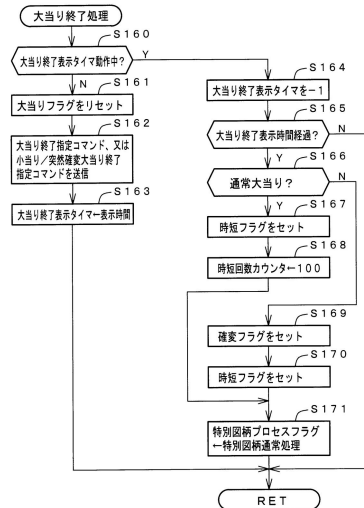 大当り終了処理
S160
大当り終了表示タイマ動作中?
Y
N
S161
大当りフラグをリセット
S162
大当り終了指定コマンド、又は
小当り/突然確変大当り終了
指定コマンドを送信
S163
大当り終了表示タイマ←表示時間
S164
大当り終了表示タイマを-1
S165
大当り終了表示時間経過?
N
Y
S166
通常大当り?
N
Y
S167
時短フラグをセット
S168
時短回数カウンタ←100
S169
確変フラグをセット
S170
時短フラグをセット
S171
特別図柄プロセスフラグ
←特別図柄通常処理
RET